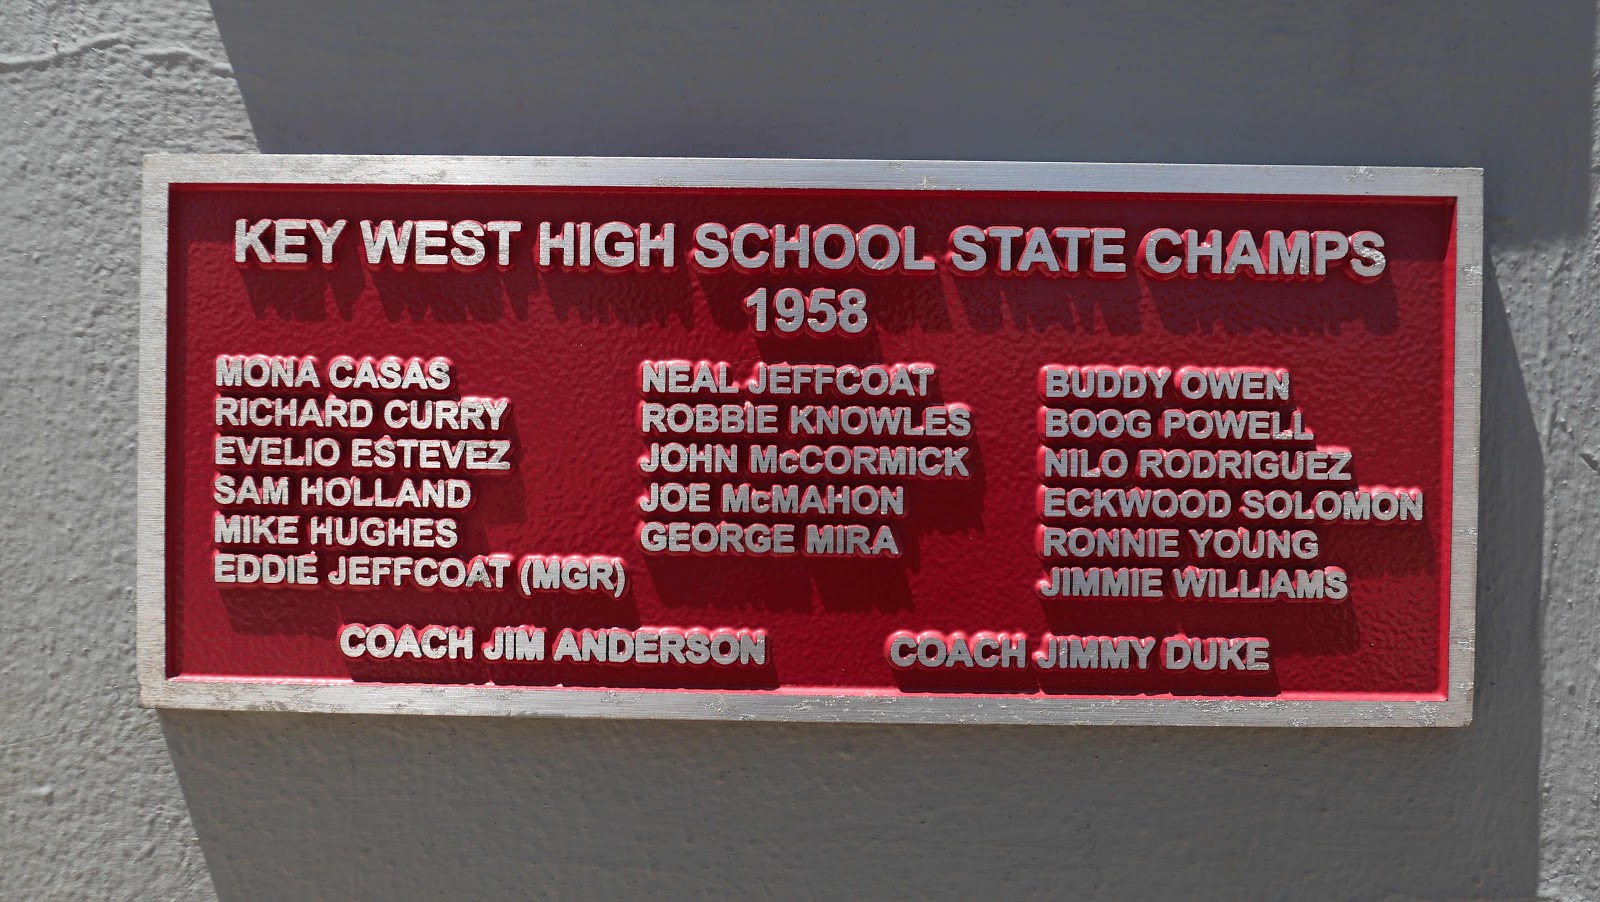 KEY WEST HIGH SCHOOL STATE CHAMPS
1958
MONA CASAS
RICHARD CURRY
EVELIO ESTEVEZ
SAM HOLLAND
MIKE HUGHES
EDDIE JEFFCOAT (MGR)
NEAL JEFFCOAT
ROBBIE KNOWLES
JOHN McCORMICK
JOE McMAHON
GEORGE MIRA
BUDDY OWEN
BOOG POWELL
NILO RODRIGUEZ
ECKWOOD SOLOMON
RONNIE YOUNG
JIMMIE WILLIAMS
COACH JIM ANDERSON
COACH JIMMY DUKE